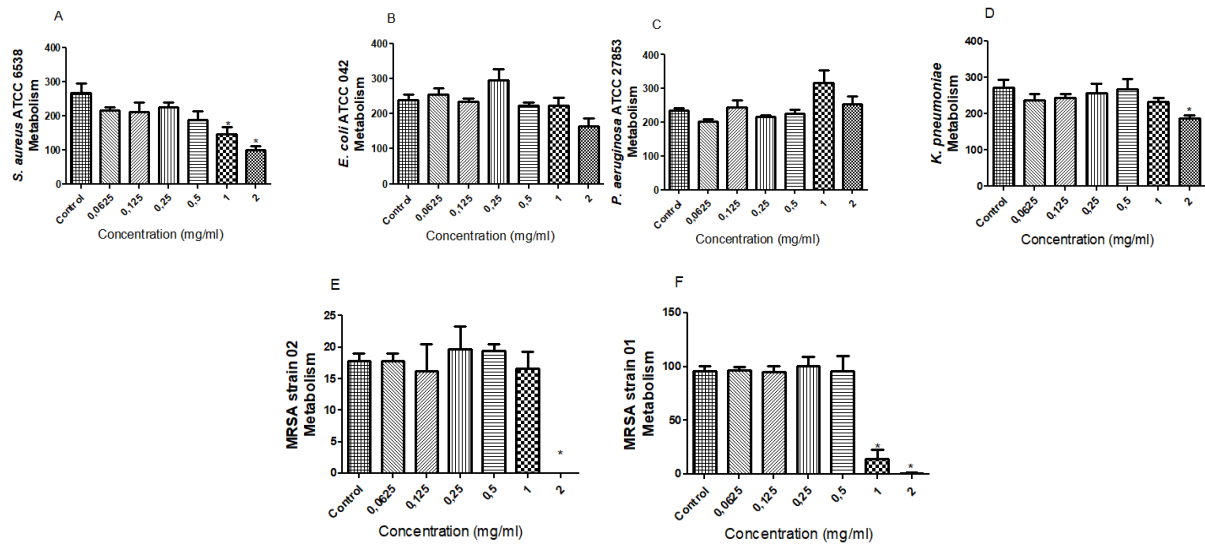 A
S. aureus ATCC 6538
Metabolism
400
300
200
100
0
*
*
Control
0,0625
0,125
0,25
0,5
1
2
Concentration (mg/ml)
B
E. coli ATCC 042
Metabolism
400
300
200
100
0
Control
0,0625
0,125
0,25
0,5
1
2
Concentration (mg/ml)
C
P. aeruginosa ATCC 27853
Metabolism
400
300
200
100
0
Control
0,0625
0,125
0,25
0,5
1
2
Concentration (mg/ml)
D
K. pneumoniae
Metabolism
400
300
200
100
0
*
Control
0,0625
0,125
0,25
0,5
1
2
Concentration (mg/ml)
E
MRSA strain 02
Metabolism
25
20
15
10
5
0
*
Control
0,0625
0,125
0,25
0,5
1
2
Concentration (mg/ml)
F
MRSA strain 01
Metabolism
150
100
50
0
*
*
Control
0,0625
0,125
0,25
0,5
1
2
Concentration (mg/ml)